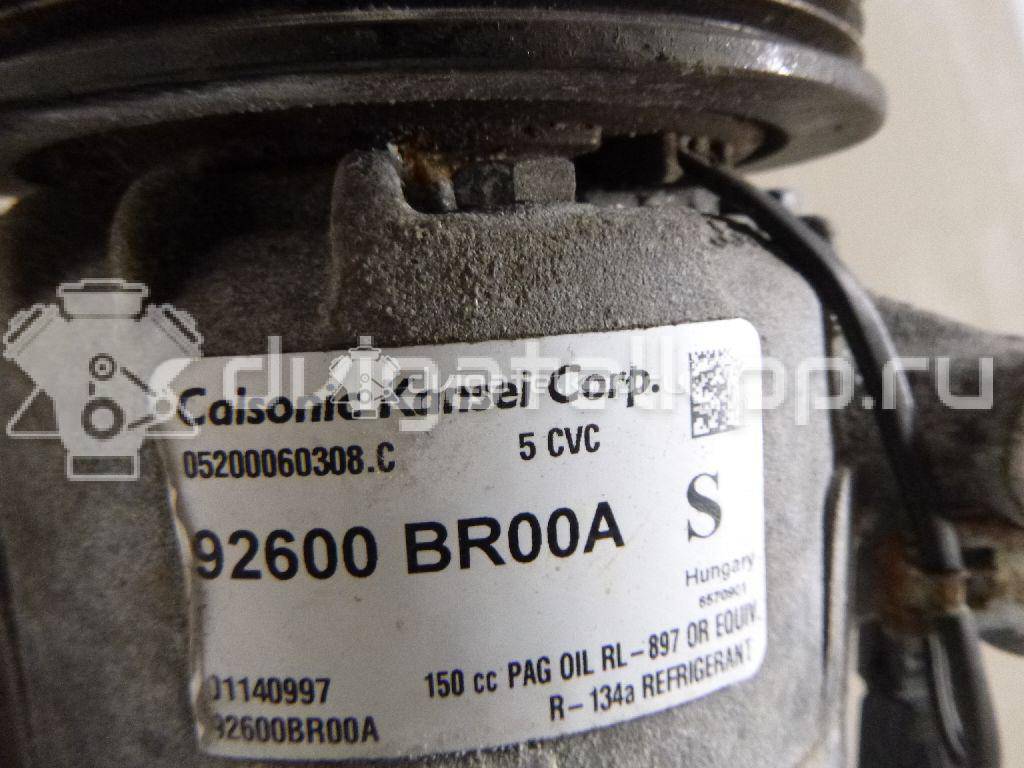 Calsonic Kansei Corp.
05200060308.C 5 CVC
92600 BR00A S
Hungary
6570901
01140997
150 cc PAG OIL RL-897 OR EQUIV.
92600BR00A
R-134a REFRIGERANT